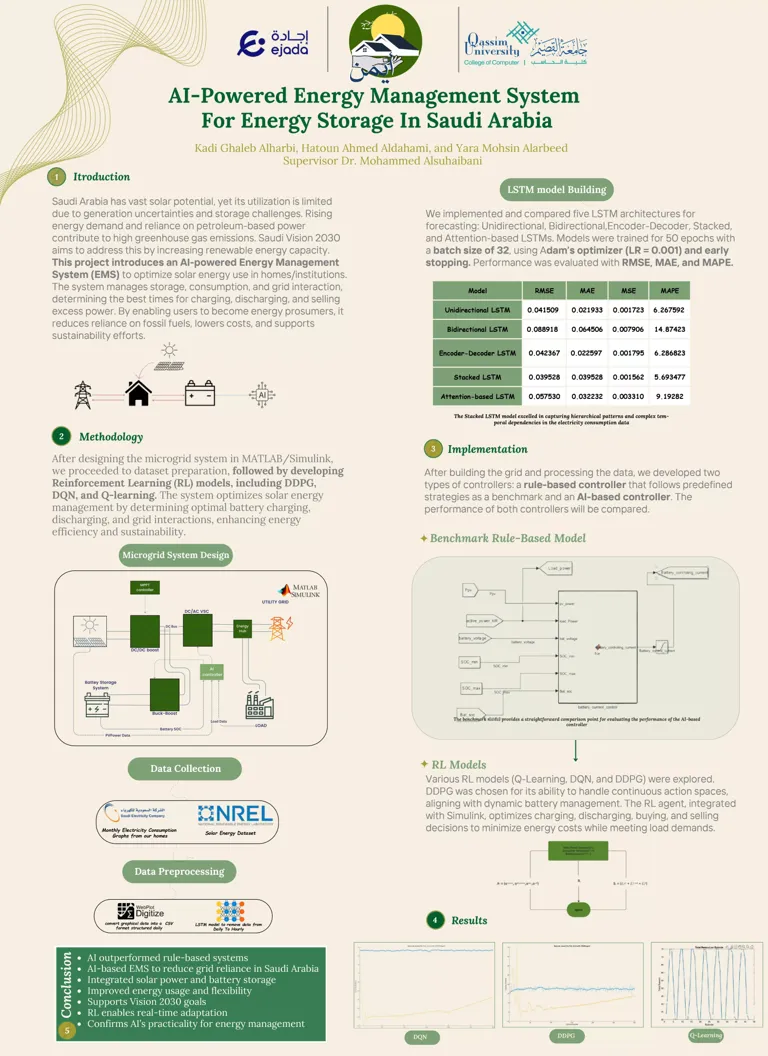 إجادة
ejada
Qassim
University
جامعة القصيم
College of Computer | كلية الحاسب
AI-Powered Energy Management System
For Energy Storage In Saudi Arabia
Kadi Ghaleb Alharbi, Hatoun Ahmed Aldahami, and Yara Mohsin Alarbeed
Supervisor Dr. Mohammed Alsuhaibani
1 Itroduction
Saudi Arabia has vast solar potential, yet its utilization is limited
due to generation uncertainties and storage challenges. Rising
energy demand and reliance on petroleum-based power
contribute to high greenhouse gas emissions. Saudi Vision 2030
aims to address this by increasing renewable energy capacity.
This project introduces an AI-powered Energy Management
System (EMS) to optimize solar energy use in homes/institutions.
The system manages storage, consumption, and grid interaction,
determining the best times for charging, discharging, and selling
excess power. By enabling users to become energy prosumers, it
reduces reliance on fossil fuels, lowers costs, and supports
sustainability efforts.
AI
2 Methodology
After designing the microgrid system in MATLAB/Simulink,
we proceeded to dataset preparation, followed by developing
Reinforcement Learning (RL) models, including DDPG,
DQN, and Q-learning. The system optimizes solar energy
management by determining optimal battery charging,
discharging, and grid interactions, enhancing energy
efficiency and sustainability.
Microgrid System Design
MPPT
controller
MATLAB
SIMULINK
UTILITY GRID
DC/AC VSC
DC Bus
Energy
Hub
DC/DC boost
AI
controller
Battey Storage
System
Buck-Boost
Load Data
LOAD
Battery SOC
PVPower Data
Data Collection
الشركة السعودية للكهرباء
Saudi Electricity Company
NREL
NATIONAL RENEWABLE ENERGY LABORATORY
Monthly Electricity Consumption
Graphs from our homes
Solar Energy Dataset
Data Preprocessing
WebPlot
Digitize
convert graphical data into a CSV
format structured daily
LSTM model to remake data from
Daily To Hourly
Conclusion
5
• AI outperformed rule-based systems
• AI-based EMS to reduce grid reliance in Saudi Arabia
• Integrated solar power and battery storage
• Improved energy usage and flexibility
• Supports Vision 2030 goals
• RL enables real-time adaptation
• Confirms AI's practicality for energy management
LSTM model Building
We implemented and compared five LSTM architectures for
forecasting: Unidirectional, Bidirectional,Encoder-Decoder, Stacked,
and Attention-based LSTMs. Models were trained for 50 epochs with
a batch size of 32, using Adam's optimizer (LR = 0.001) and early
stopping. Performance was evaluated with RMSE, MAE, and MAPE.
Model RMSE MAE MSE MAPE
Unidirectional LSTM 0.041509 0.021933 0.001723 6.267592
Bidirectional LSTM 0.088918 0.064506 0.007906 14.87423
Encoder-Decoder LSTM 0.042367 0.022597 0.001795 6.286823
Stacked LSTM 0.039528 0.039528 0.001562 5.693477
Attention-based LSTM 0.057530 0.032232 0.003310 9.19282
The Stacked LSTM model excelled in capturing hierarchical patterns and complex tem-
poral dependencies in the electricity consumption data
3 Implementation
After building the grid and processing the data, we developed two
types of controllers: a rule-based controller that follows predefined
strategies as a benchmark and an AI-based controller. The
performance of both controllers will be compared.
Benchmark Rule-Based Model
Load_power
Battery_controling_current
Ppv
pv_power
Battery_voltage
battery_voltage
bat_voltage
SOC_min
SOC_max
battery_current_control
The benchmark model provides a straightforward comparison point for evaluating the performance of the AI-based
controller
RL Models
Various RL models (Q-Learning, DQN, and DDPG) were explored.
DDPG was chosen for its ability to handle continuous action spaces,
aligning with dynamic battery management. The RL agent, integrated
with Simulink, optimizes charging, discharging, buying, and selling
decisions to minimize energy costs while meeting load demands.
4 Results
DQN
DDPG
Q-Learning